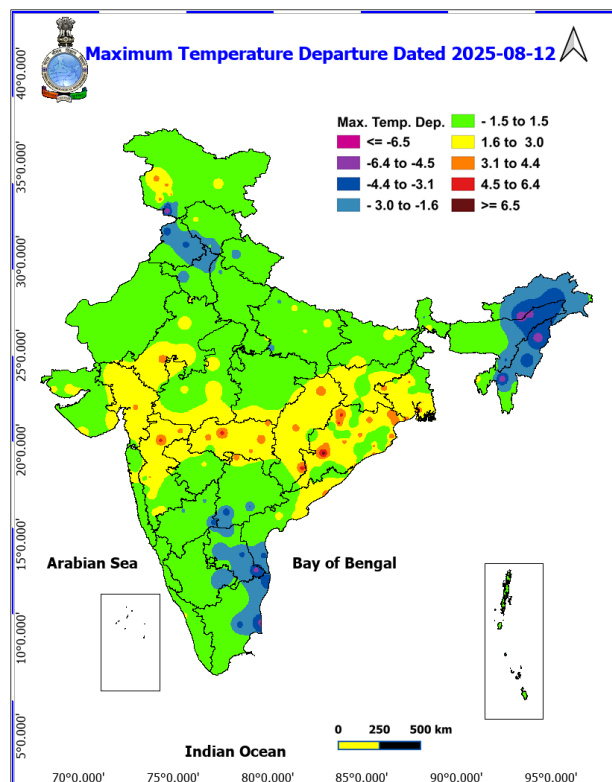 Maximum Temperature Departure Dated 2025-08-12
Max. Temp. Dep.
<= -6.5
-6.4 to -4.5
-4.4 to -3.1
- 3.0 to -1.6
- 1.5 to 1.5
1.6 to 3.0
3.1 to 4.4
4.5 to 6.4
>= 6.5
40°0.000'
35°0.000'
30°0.000'
25°0.000'
20°0.000'
15°0.000'
10°0.000'
5°0.000'
Arabian Sea
Bay of Bengal
Indian Ocean
0 250 500 km
70°0.000' 75°0.000' 80°0.000' 85°0.000' 90°0.000' 95°0.000'